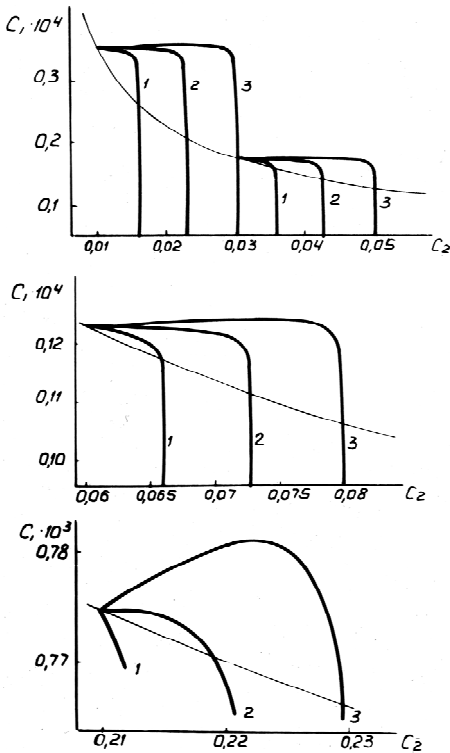 C, ·10⁴
0,3
0,2
0,1
1 2 3
1 2 3
0,01 0,02 0,03 0,04 0,05 C₂
C, 10⁴
0,12
0,11
0,10
1 2 3
0,06 0,065 0,07 0,075 0,08 C₂
C, ·10³
0,78
0,77
1 2 3
0,21 0,22 0,23 C₂